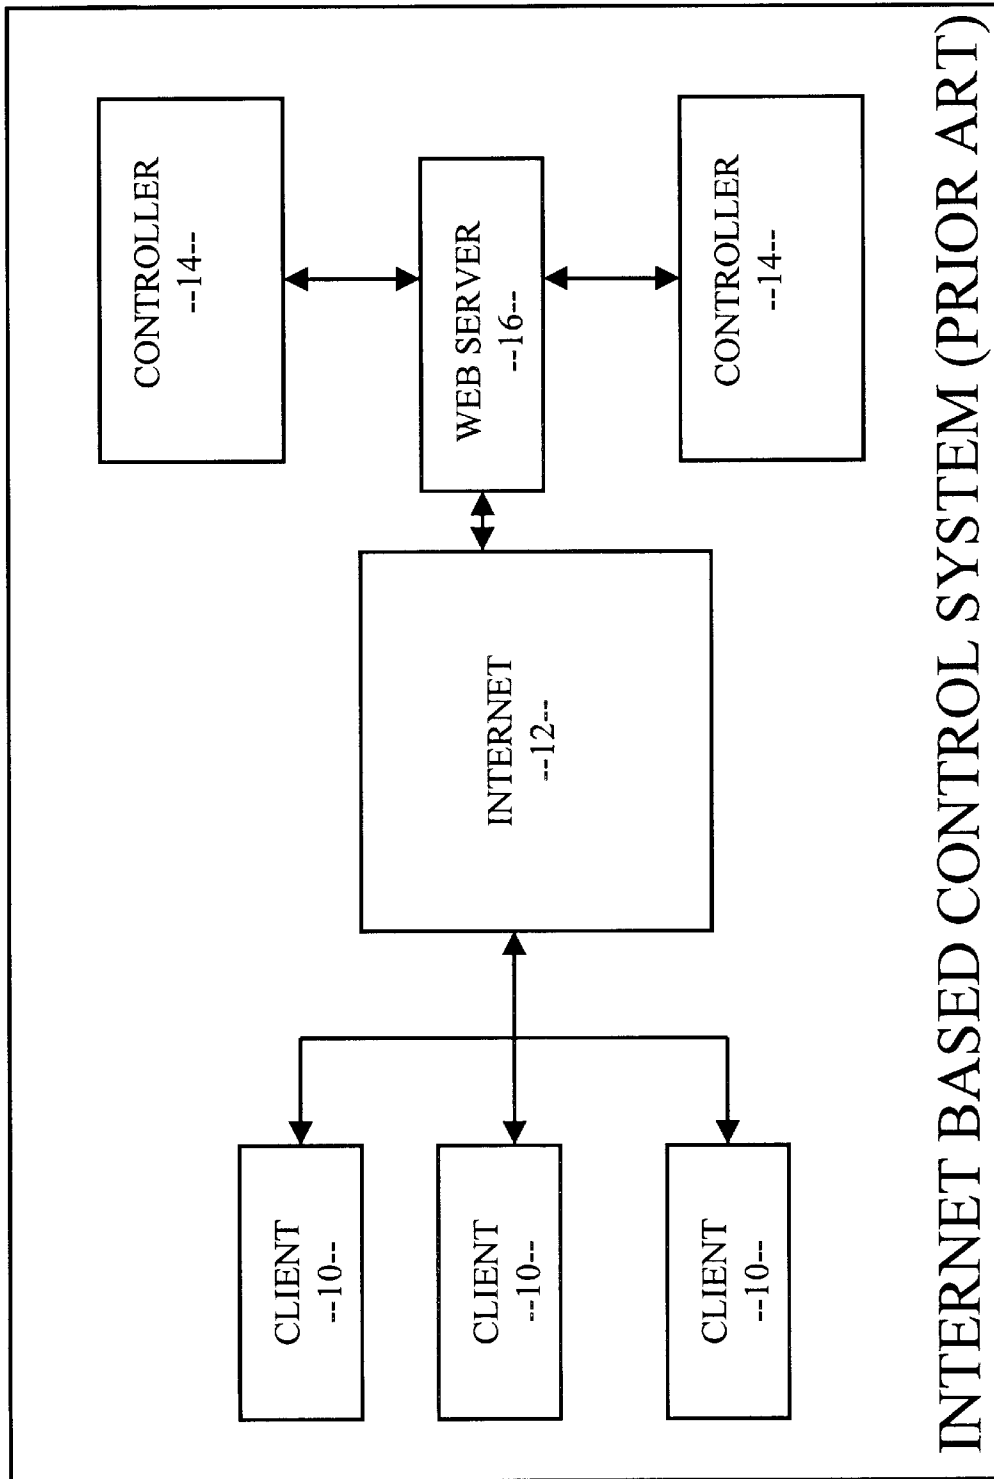 CLIENT
--10--
CLIENT
--10--
CLIENT
--10--
INTERNET
--12--
WEB SERVER
--16--
CONTROLLER
--14--
CONTROLLER
--14--
INTERNET BASED CONTROL SYSTEM (PRIOR ART)